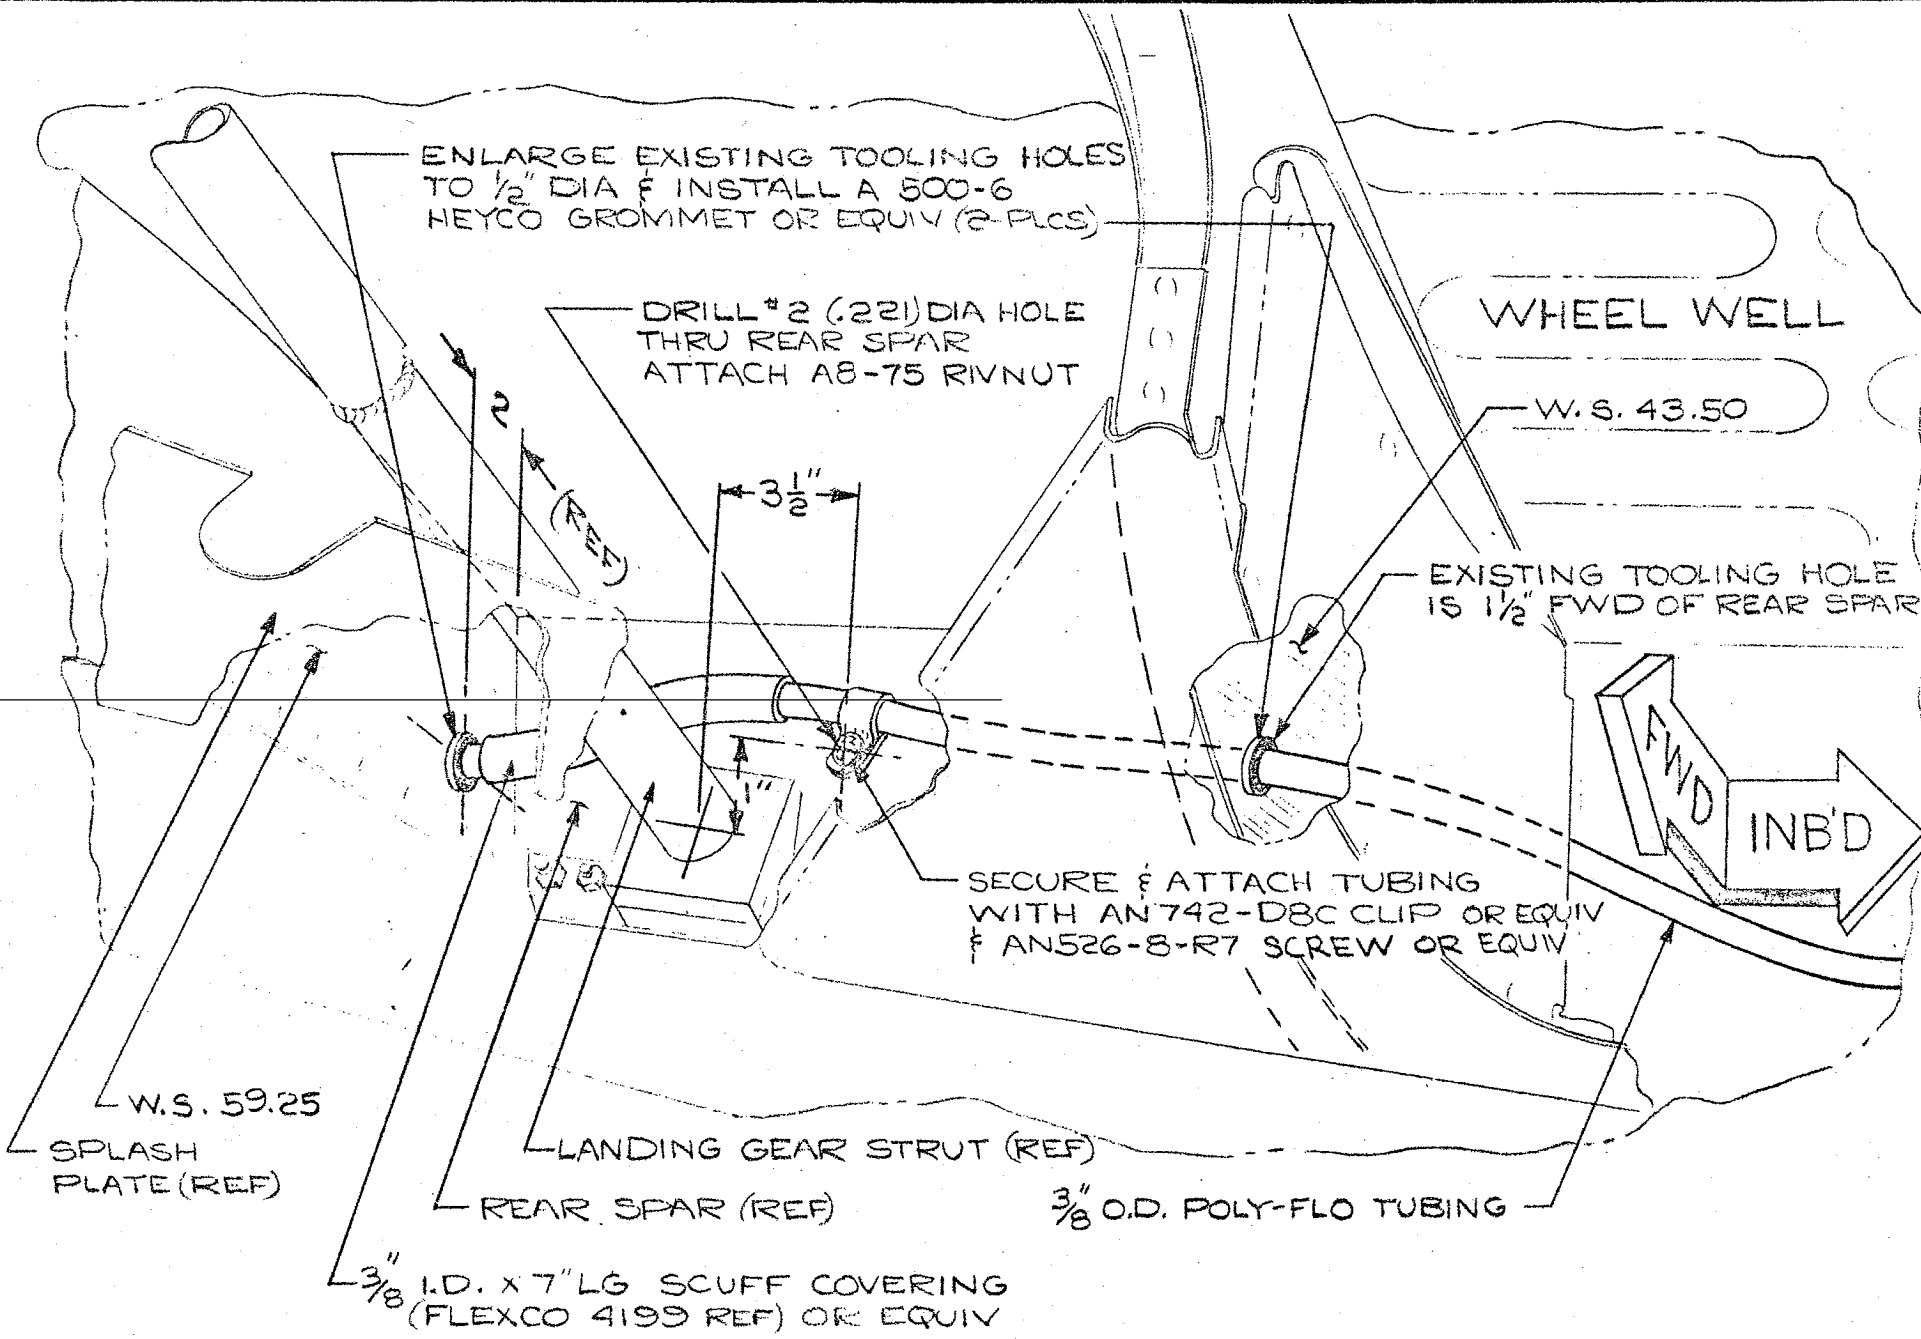 ENLARGE EXISTING TOOLING HOLES
TO 1/2" DIA & INSTALL A 500-6
HEYCO GROMMET OR EQUIV (2-PLCS)
DRILL #2 (.221) DIA HOLE
THRU REAR SPAR
ATTACH A8-75 RIVNUT
WHEEL WELL
W.S. 43.50
2
(REF)
3 1/2"
EXISTING TOOLING HOLE
IS 1 1/2" FWD OF REAR SPAR
1"
FWD
INB'D
SECURE & ATTACH TUBING
WITH AN742-D8C CLIP OR EQUIV
& AN526-8-R7 SCREW OR EQUIV
W.S. 59.25
SPLASH
PLATE (REF)
LANDING GEAR STRUT (REF)
REAR SPAR (REF)
3/8" O.D. POLY-FLO TUBING
3/8" I.D. X 7" LG SCUFF COVERING
(FLEXCO 4199 REF) OR EQUIV